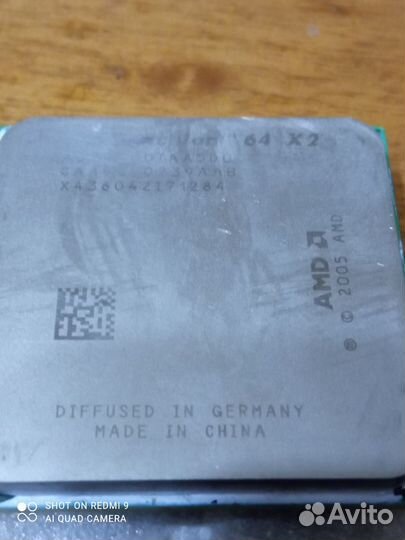 64 X2
X436042171284
AMD
® © 2005 AMD
DIFFUSED IN GERMANY
MADE IN CHINA
SHOT ON REDMI 9
AI QUAD CAMERA
Avito